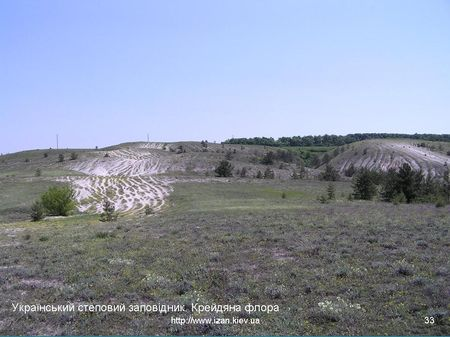 Український степовий заповідник. Крейдяна флора
http://www.izan.kiev.ua
33